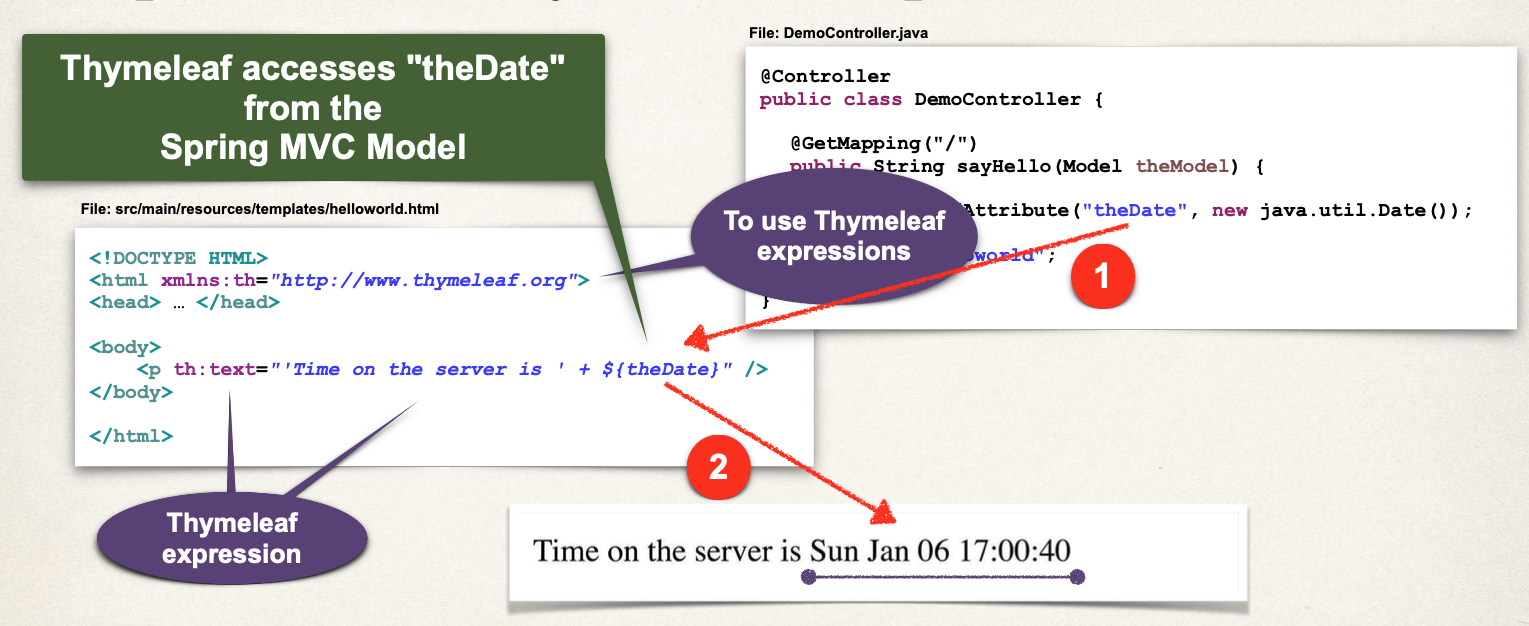 Thymeleaf accesses "theDate"
from the
Spring MVC Model
File: DemoController.java
@Controller
public class DemoController {
@GetMapping("/")
public String sayHello(Model theModel) {
Attribute("theDate", new java.util.Date());
world";
}
To use Thymeleaf
expressions
1
File: src/main/resources/templates/helloworld.html
<!DOCTYPE HTML>
<html xmlns:th="http://www.thymeleaf.org">
<head> … </head>
<body>
<p th:text="'Time on the server is ' + ${theDate}" />
</body>
</html>
Thymeleaf
expression
2
Time on the server is Sun Jan 06 17:00:40